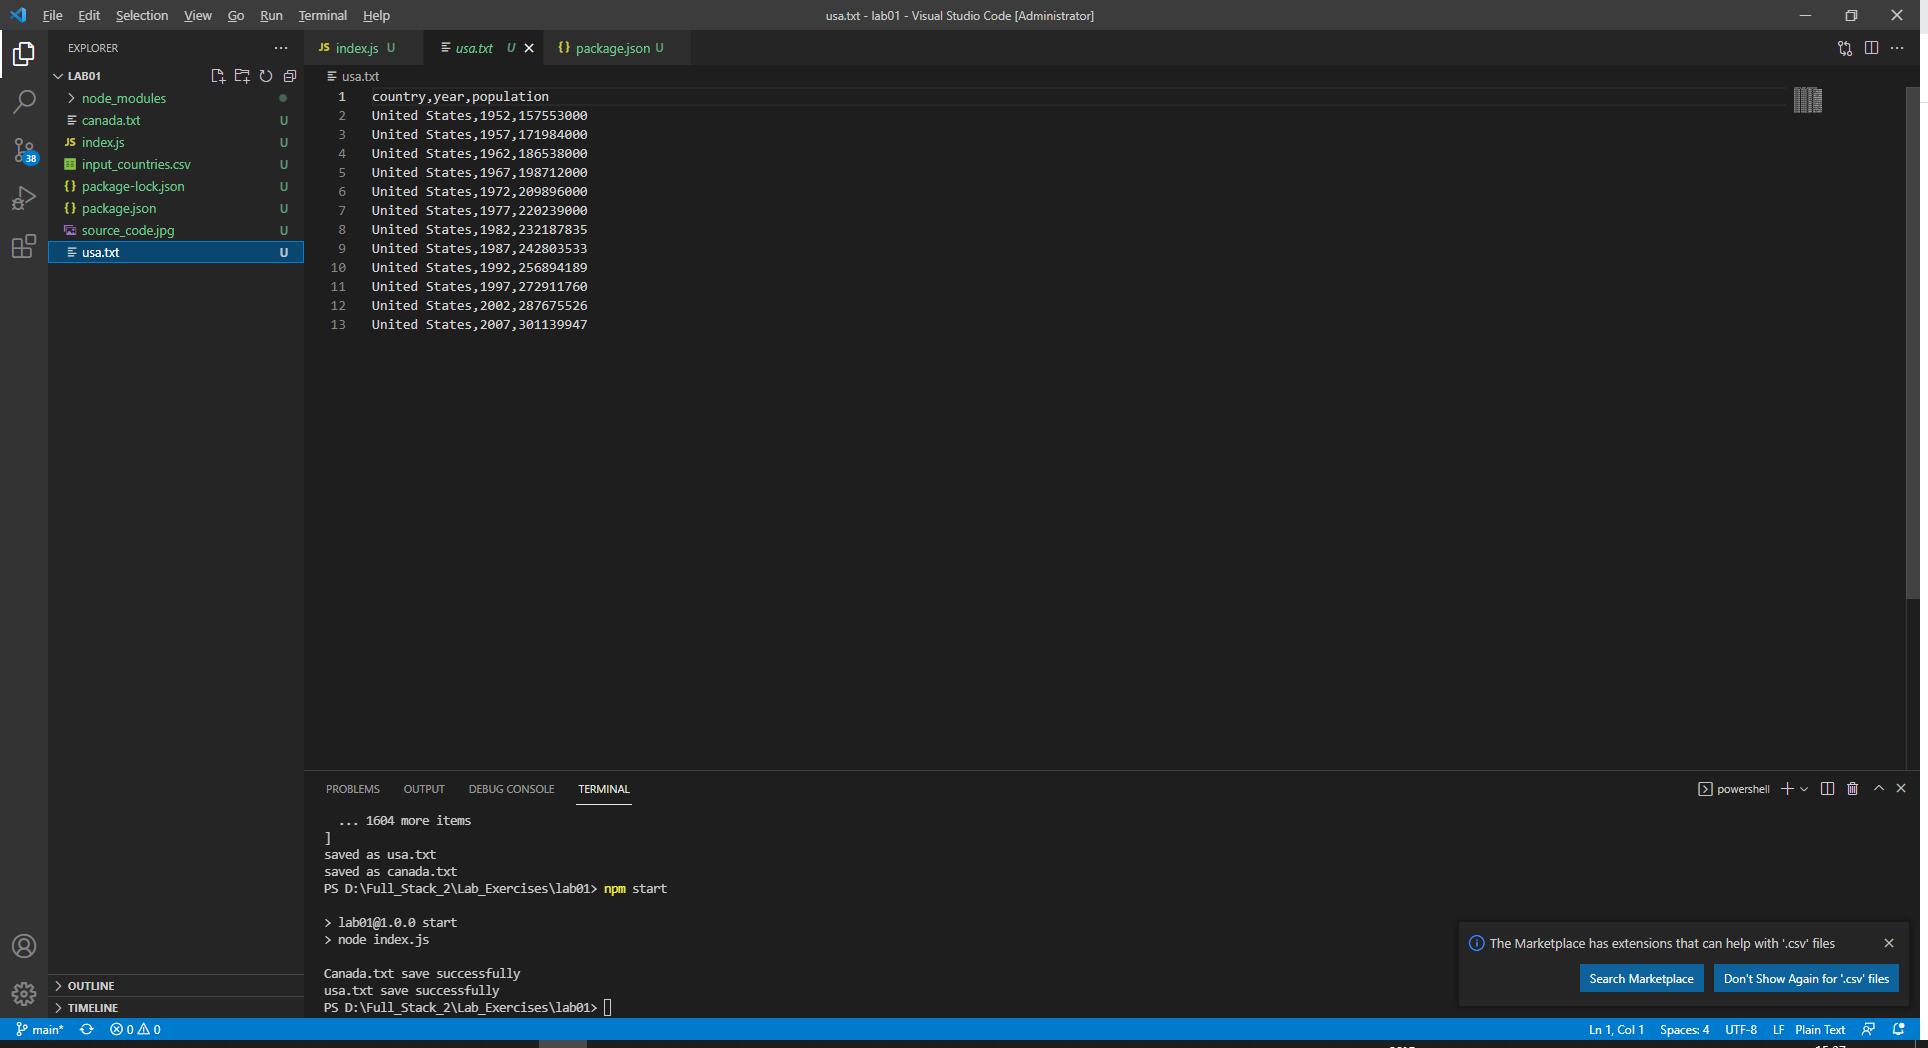 File Edit Selection View Go Run Terminal Help
usa.txt - lab01 - Visual Studio Code [Administrator]
EXPLORER
LAB01
node_modules
canada.txt U
JS index.js U
input_countries.csv U
{} package-lock.json U
{} package.json U
source_code.jpg U
usa.txt U
OUTLINE
TIMELINE
38
JS index.js U
usa.txt U
{} package.json U
usa.txt
1 country,year,population
2 United States,1952,157553000
3 United States,1957,171984000
4 United States,1962,186538000
5 United States,1967,198712000
6 United States,1972,209896000
7 United States,1977,220239000
8 United States,1982,232187835
9 United States,1987,242803533
10 United States,1992,256894189
11 United States,1997,272911760
12 United States,2002,287675526
13 United States,2007,301139947
PROBLEMS OUTPUT DEBUG CONSOLE TERMINAL
powershell
... 1604 more items
]
saved as usa.txt
saved as canada.txt
PS D:\Full_Stack_2\Lab_Exercises\lab01> npm start
> lab01@1.0.0 start
> node index.js
Canada.txt save successfully
usa.txt save successfully
PS D:\Full_Stack_2\Lab_Exercises\lab01>
The Marketplace has extensions that can help with '.csv' files
Search Marketplace Don't Show Again for '.csv' files
main* 0 0
Ln 1, Col 1 Spaces: 4 UTF-8 LF Plain Text